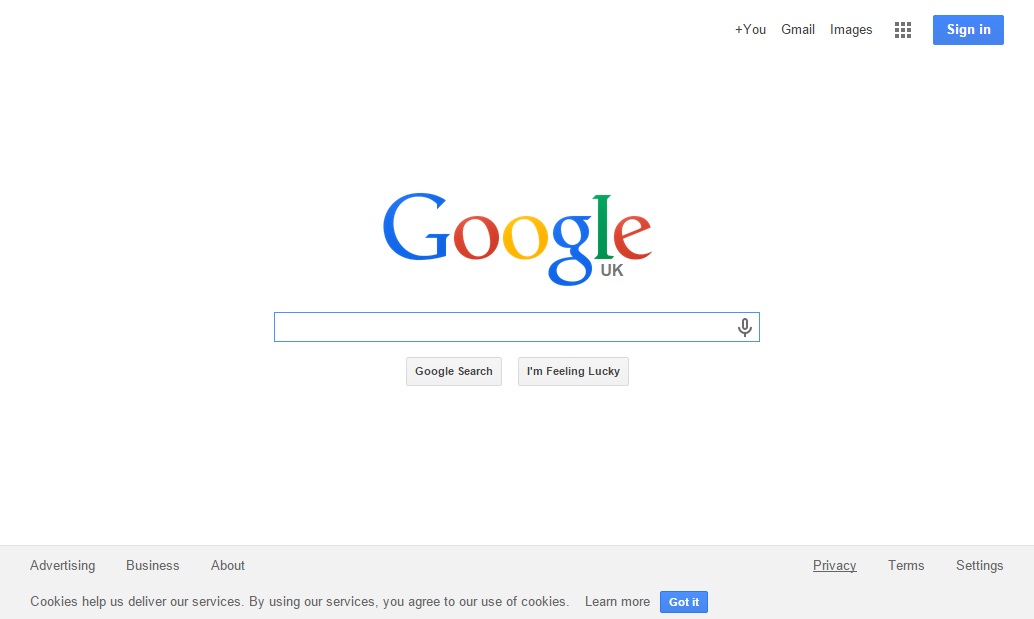 +You Gmail Images Sign in
Google
UK
Google Search I'm Feeling Lucky
Advertising Business About Privacy Terms Settings
Cookies help us deliver our services. By using our services, you agree to our use of cookies. Learn more Got it